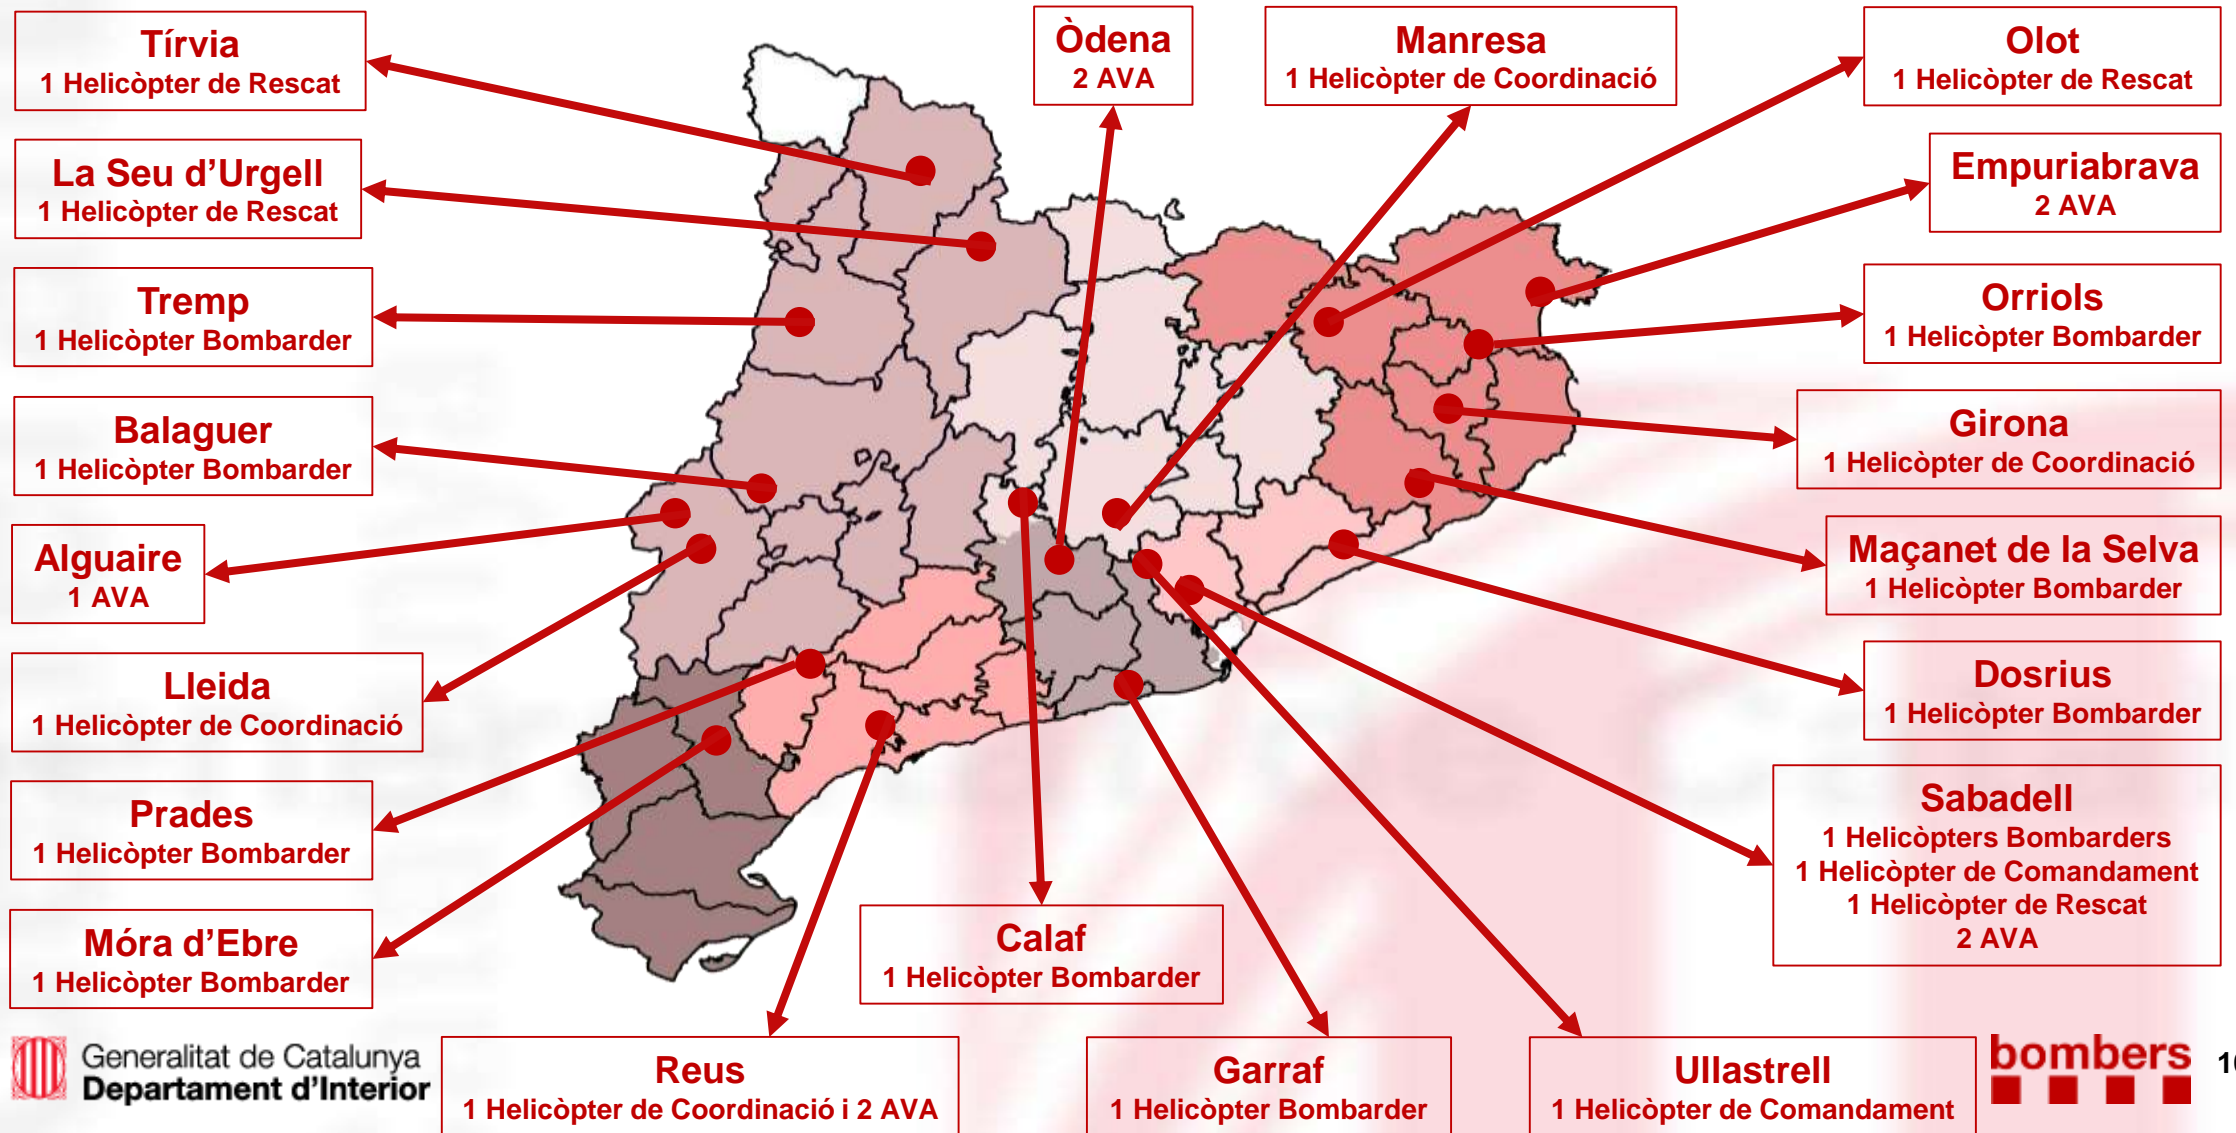 Tírvia
1 Helicòpter de Rescat
La Seu d'Urgell
1 Helicòpter de Rescat
Tremp
1 Helicòpter Bombarder
Balaguer
1 Helicòpter Bombarder
Alguaire
1 AVA
Lleida
1 Helicòpter de Coordinació
Prades
1 Helicòpter Bombarder
Móra d'Ebre
1 Helicòpter Bombarder
Òdena
2 AVA
Manresa
1 Helicòpter de Coordinació
Olot
1 Helicòpter de Rescat
Empuriabrava
2 AVA
Orriols
1 Helicòpter Bombarder
Girona
1 Helicòpter de Coordinació
Maçanet de la Selva
1 Helicòpter Bombarder
Dosrius
1 Helicòpter Bombarder
Sabadell
1 Helicòpters Bombarders
1 Helicòpter de Comandament
1 Helicòpter de Rescat
2 AVA
Calaf
1 Helicòpter Bombarder
Reus
1 Helicòpter de Coordinació i 2 AVA
Garraf
1 Helicòpter Bombarder
Ullastrell
1 Helicòpter de Comandament
Generalitat de Catalunya
Departament d'Interior
bombers